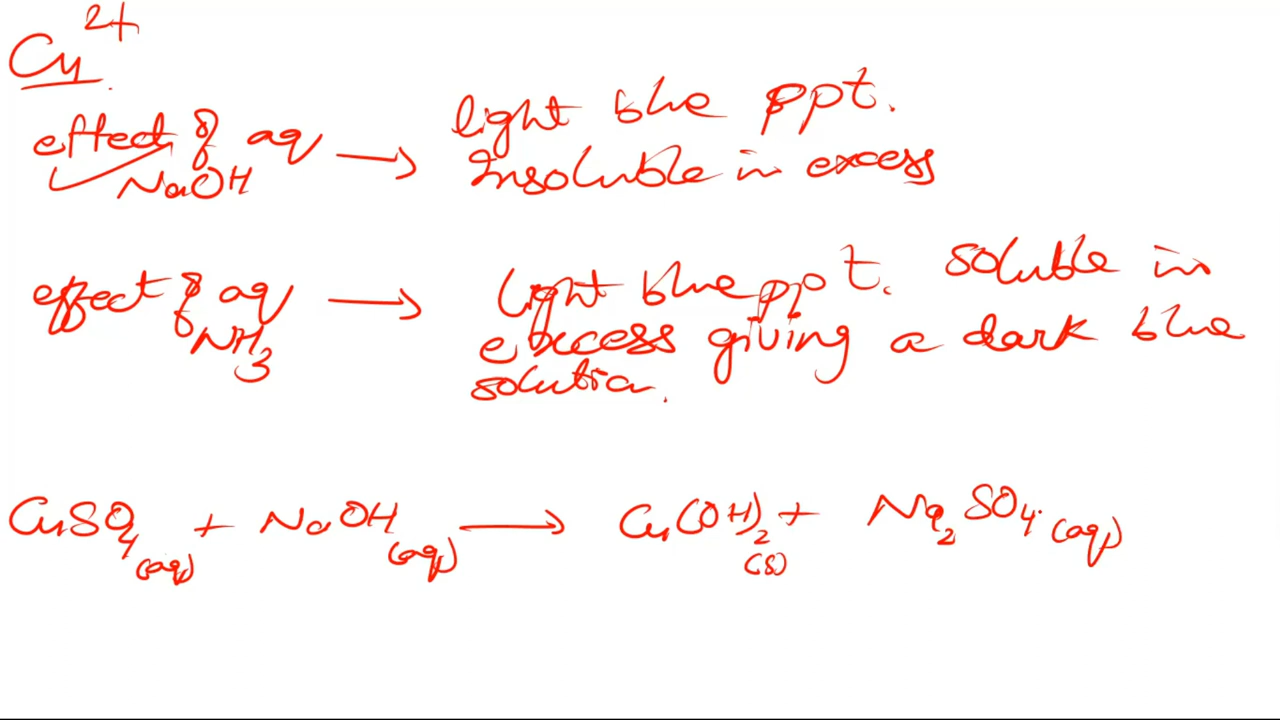 Cu²⁺
effect of aq NaOH → light blue ppt. Insoluble in excess
effect of aq NH₃ → light blue ppt. soluble in excess giving a dark blue solution.
CuSO₄(aq) + NaOH(aq) → Cu(OH)₂(s) + Na₂SO₄(aq)